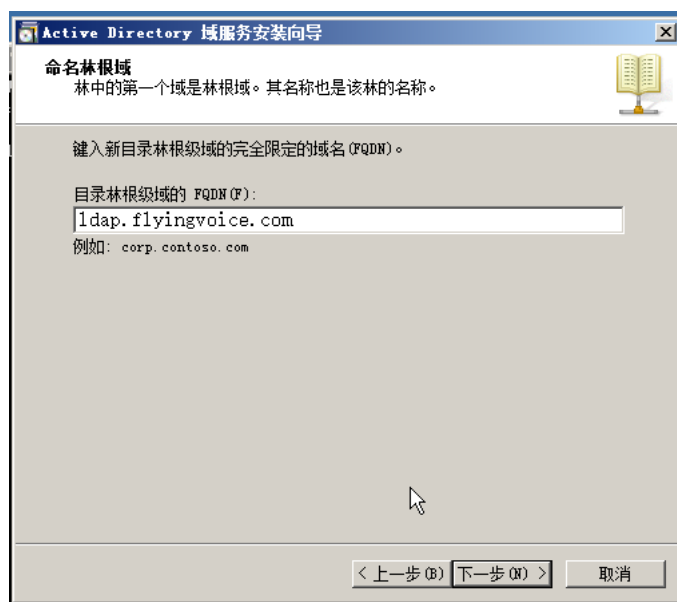 Active Directory 域服务安装向导
命名林根域
林中的第一个域是林根域。其名称也是该林的名称。
键入新目录林根级域的完全限定的域名(FQDN)。
目录林根级域的 FQDN(F):
ldap.flyingvoice.com
例如: corp.contoso.com
< 上一步(B) 下一步(N) > 取消